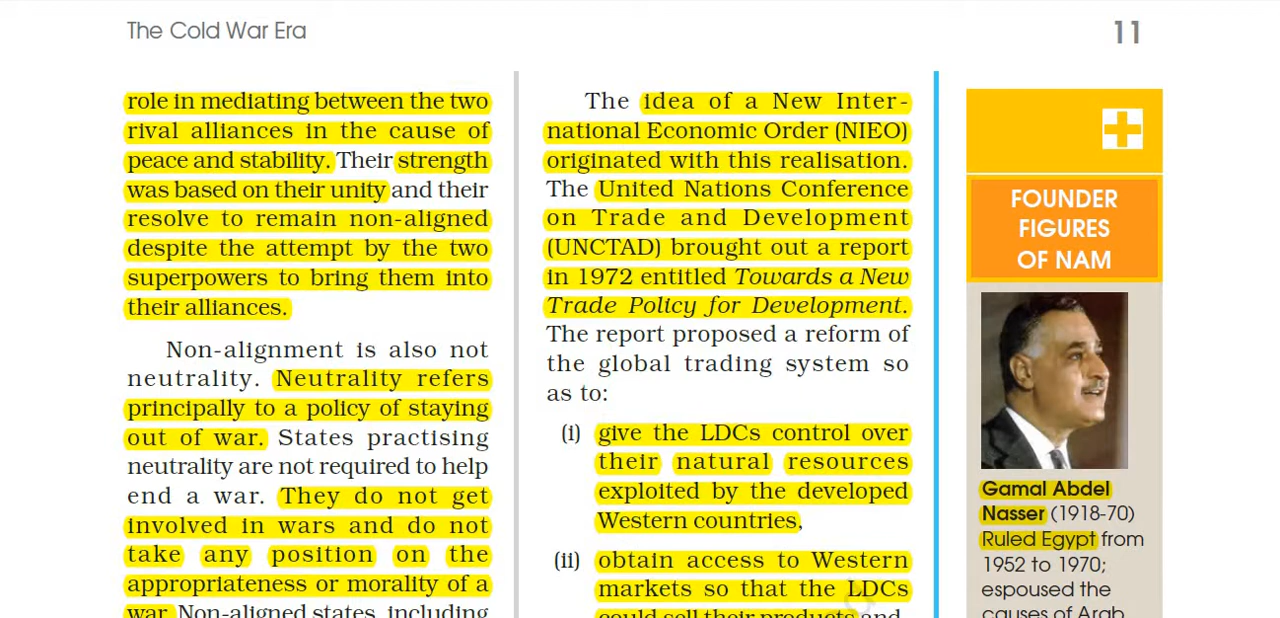 The Cold War Era
11
role in mediating between the two
rival alliances in the cause of
peace and stability. Their strength
was based on their unity and their
resolve to remain non-aligned
despite the attempt by the two
superpowers to bring them into
their alliances.
Non-alignment is also not
neutrality. Neutrality refers
principally to a policy of staying
out of war. States practising
neutrality are not required to help
end a war. They do not get
involved in wars and do not
take any position on the
appropriateness or morality of a
war. Non-aligned states, including
The idea of a New Inter-
national Economic Order (NIEO)
originated with this realisation.
The United Nations Conference
on Trade and Development
(UNCTAD) brought out a report
in 1972 entitled Towards a New
Trade Policy for Development.
The report proposed a reform of
the global trading system so
as to:
(i) give the LDCs control over
their natural resources
exploited by the developed
Western countries,
(ii) obtain access to Western
markets so that the LDCs
could sell their products and
FOUNDER
FIGURES
OF NAM
Gamal Abdel
Nasser (1918-70)
Ruled Egypt from
1952 to 1970;
espoused the
causes of Arab